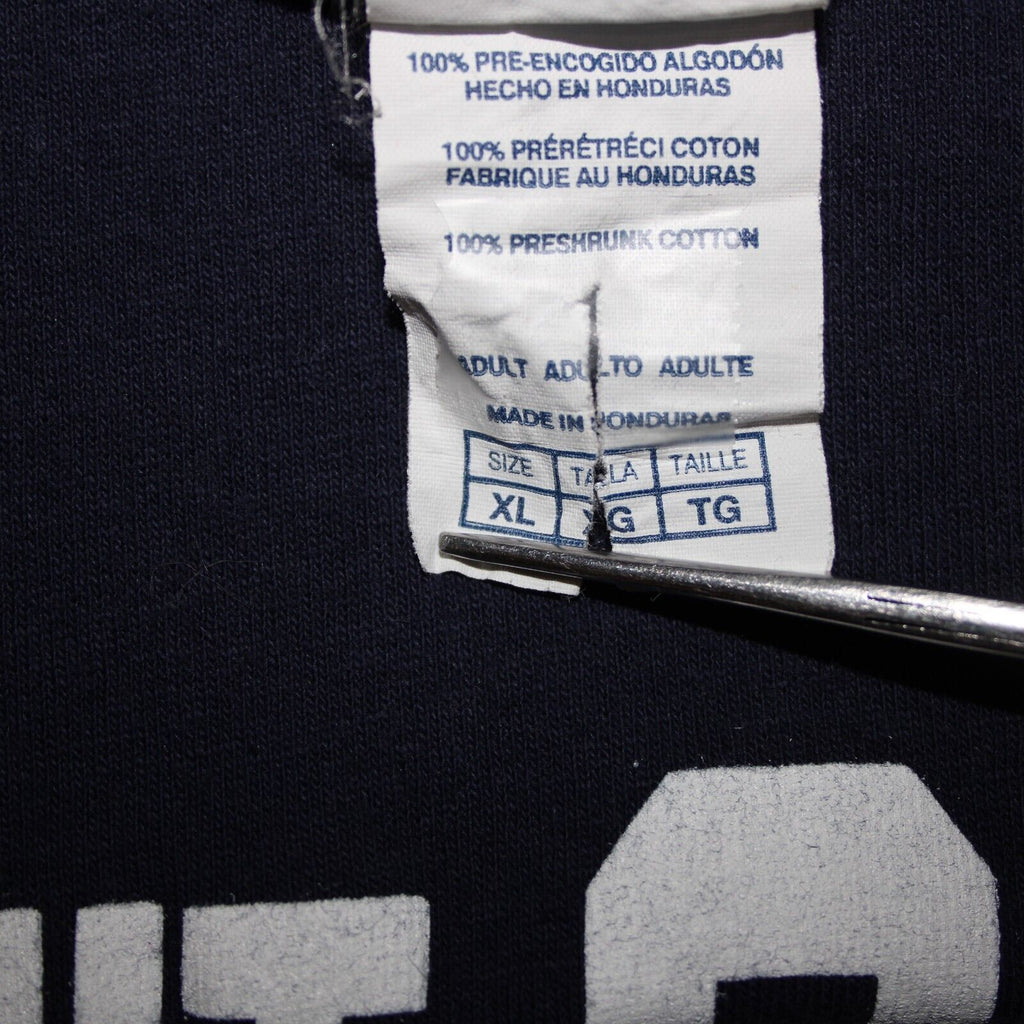 100% PRE-ENCOGIDO ALGODÓN
HECHO EN HONDURAS
100% PRÉRÉTRÉCI COTON
FABRIQUE AU HONDURAS
100% PRESHRUNK COTTON
ADULT ADULTO ADULTE
MADE IN HONDURAS
SIZE TALLA TAILLE
XL XG TG